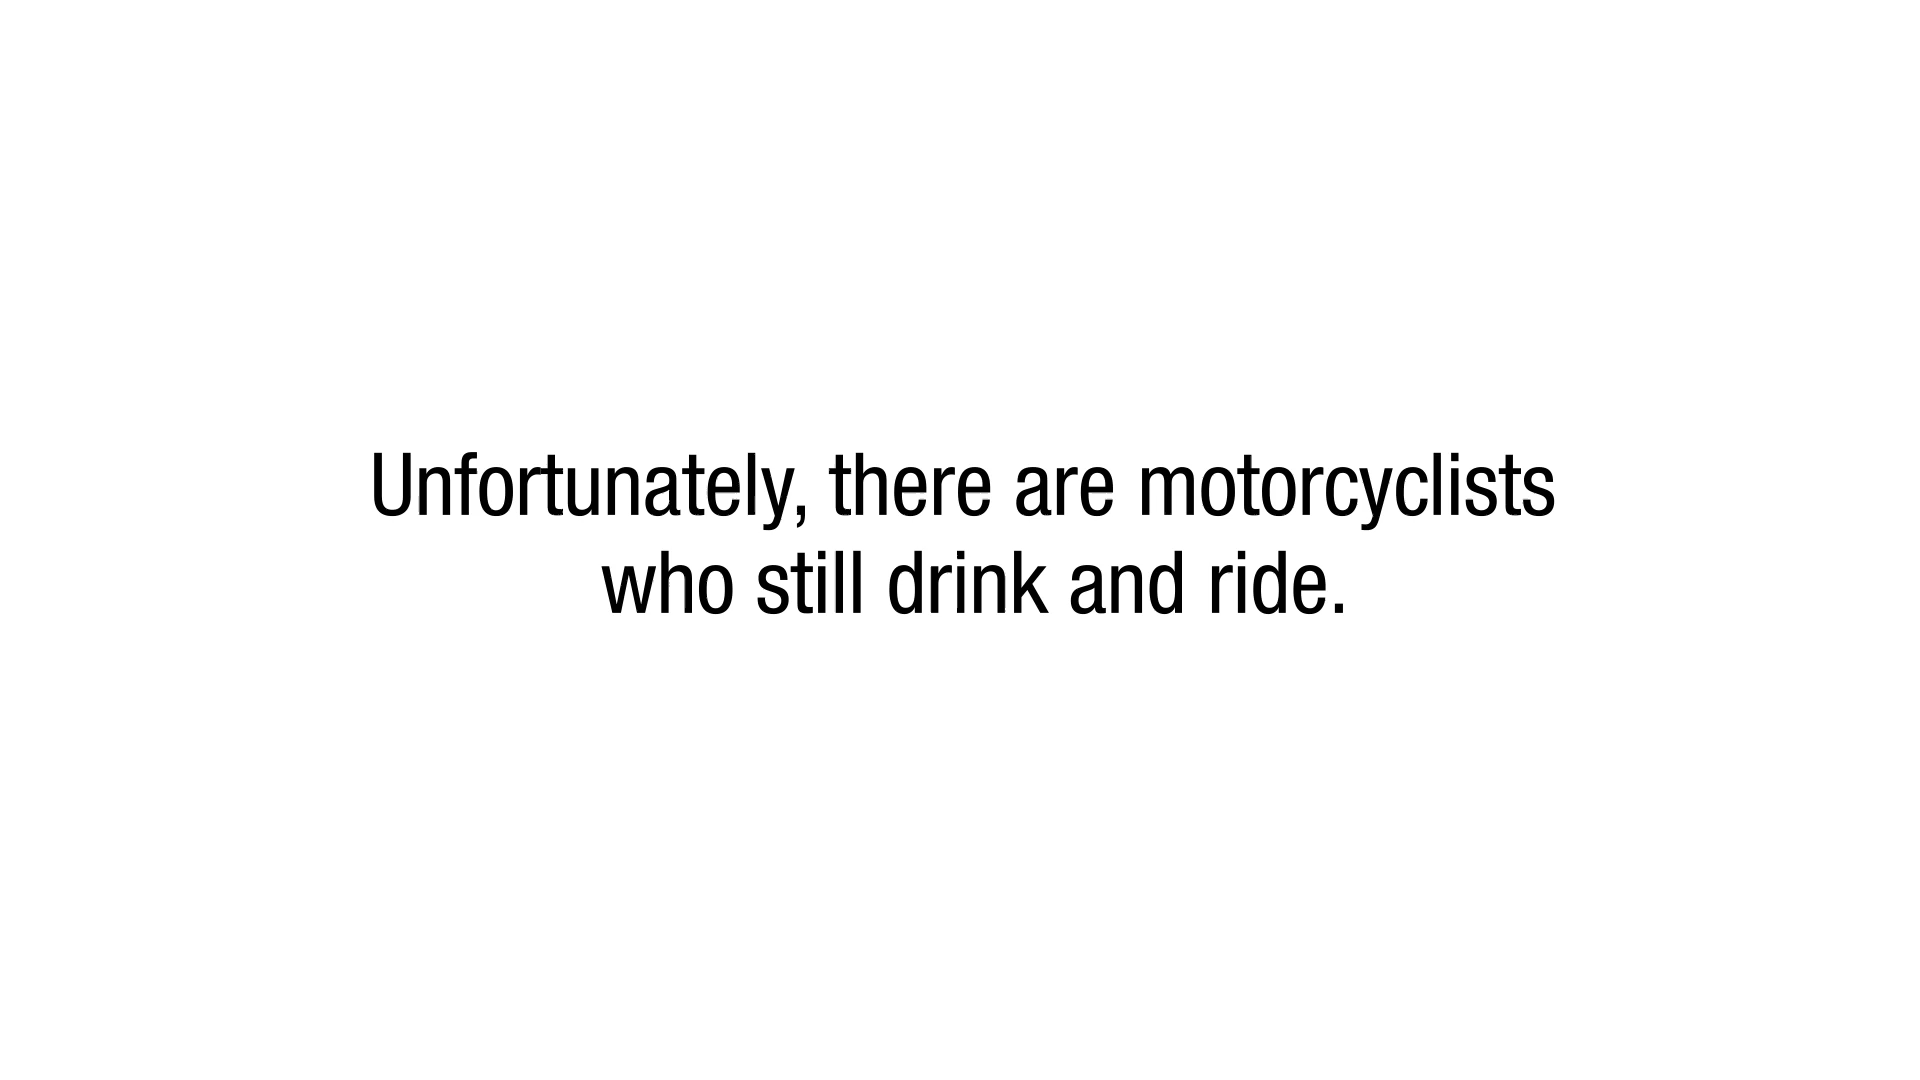 Unfortunately, there are motorcyclists
who still drink and ride.